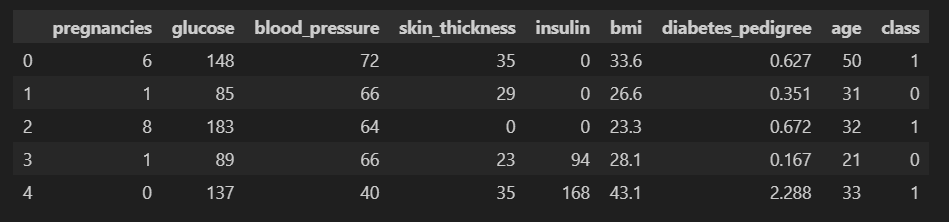 pregnancies glucose blood_pressure skin_thickness insulin bmi diabetes_pedigree age class
0 6 148 72 35 0 33.6 0.627 50 1
1 1 85 66 29 0 26.6 0.351 31 0
2 8 183 64 0 0 23.3 0.672 32 1
3 1 89 66 23 94 28.1 0.167 21 0
4 0 137 40 35 168 43.1 2.288 33 1